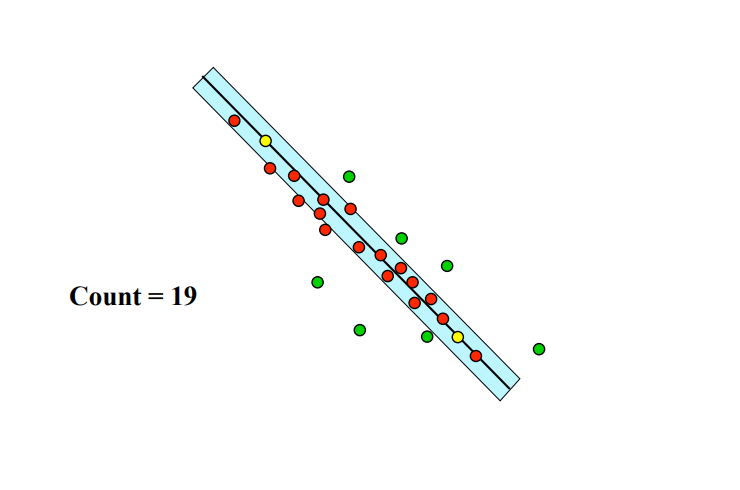 Count = 19